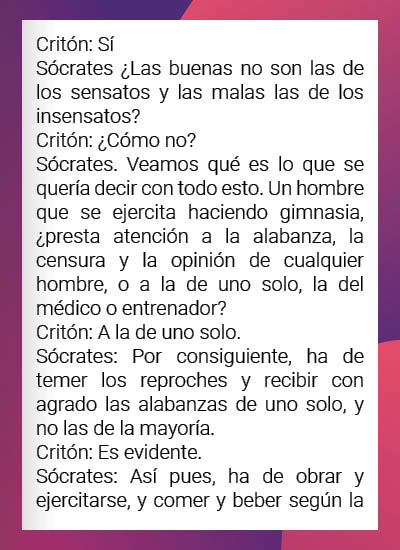 Critón: Sí
Sócrates ¿Las buenas no son las de
los sensatos y las malas las de los
insensatos?
Critón: ¿Cómo no?
Sócrates. Veamos qué es lo que se
quería decir con todo esto. Un hombre
que se ejercita haciendo gimnasia,
¿presta atención a la alabanza, la
censura y la opinión de cualquier
hombre, o a la de uno solo, la del
médico o entrenador?
Critón: A la de uno solo.
Sócrates: Por consiguiente, ha de
temer los reproches y recibir con
agrado las alabanzas de uno solo, y
no las de la mayoría.
Critón: Es evidente.
Sócrates: Así pues, ha de obrar y
ejercitarse, y comer y beber según la